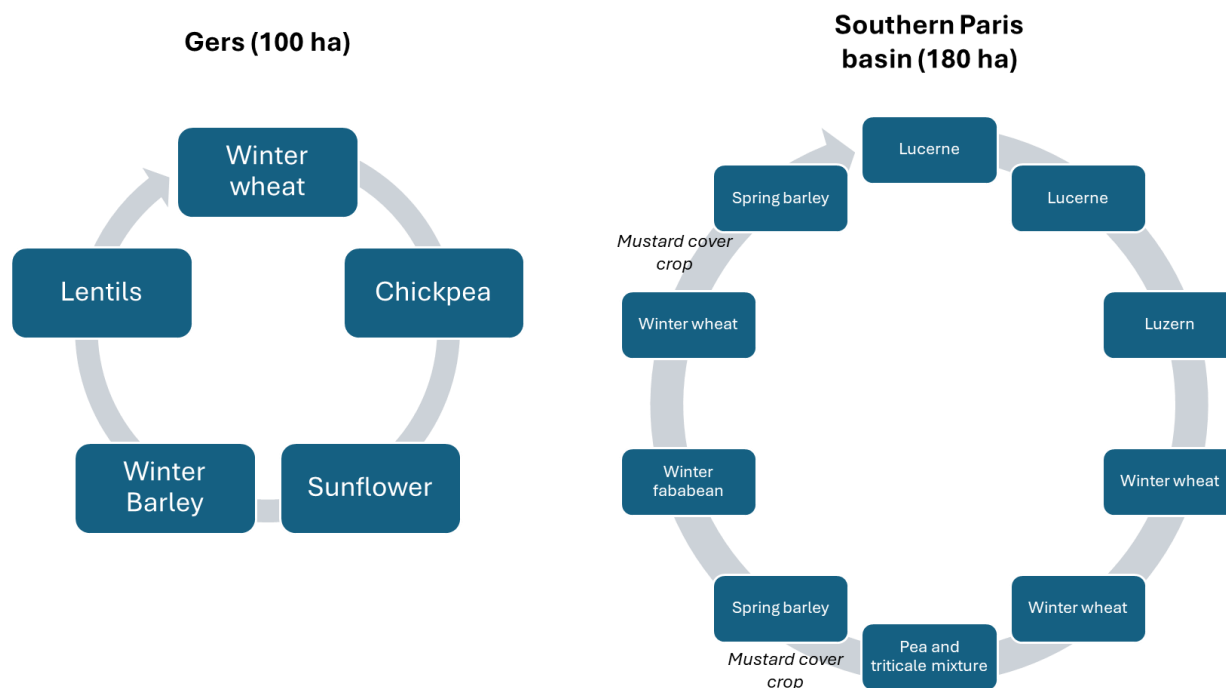 Gers (100 ha)
Winter
wheat
Chickpea
Sunflower
Winter
Barley
Lentils
Southern Paris
basin (180 ha)
Lucerne
Lucerne
Luzern
Winter wheat
Winter wheat
Pea and
triticale mixture
Mustard cover
crop
Spring barley
Winter
fababean
Winter wheat
Mustard cover
crop
Spring barley